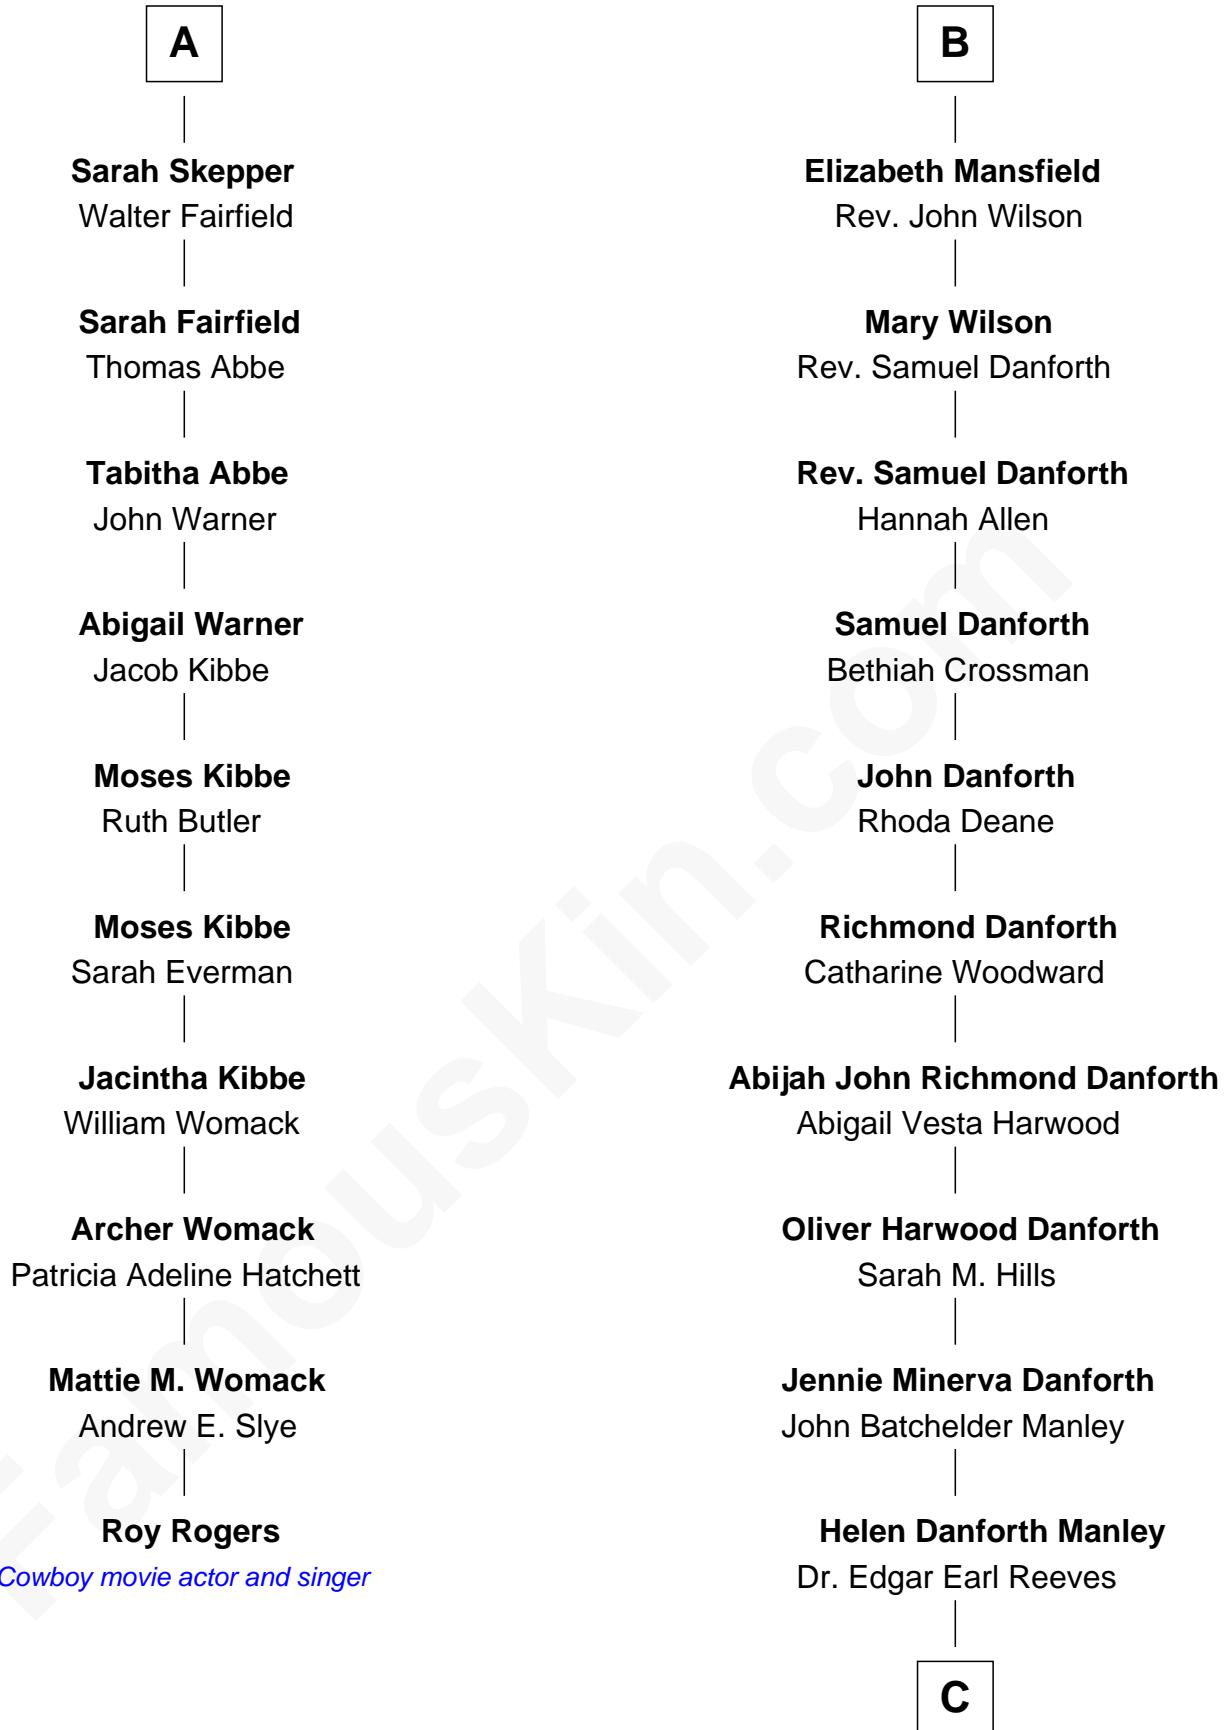 A
Sarah Skepper
Walter Fairfield
Sarah Fairfield
Thomas Abbe
Tabitha Abbe
John Warner
Abigail Warner
Jacob Kibbe
Moses Kibbe
Ruth Butler
Moses Kibbe
Sarah Everman
Jacintha Kibbe
William Womack
Archer Womack
Patricia Adeline Hatchett
Mattie M. Womack
Andrew E. Slye
Roy Rogers
Cowboy movie actor and singer
B
Elizabeth Mansfield
Rev. John Wilson
Mary Wilson
Rev. Samuel Danforth
Rev. Samuel Danforth
Hannah Allen
Samuel Danforth
Bethiah Crossman
John Danforth
Rhoda Deane
Richmond Danforth
Catharine Woodward
Abijah John Richmond Danforth
Abigail Vesta Harwood
Oliver Harwood Danforth
Sarah M. Hills
Jennie Minerva Danforth
John Batchelder Manley
Helen Danforth Manley
Dr. Edgar Earl Reeves
C
FamousKin.com